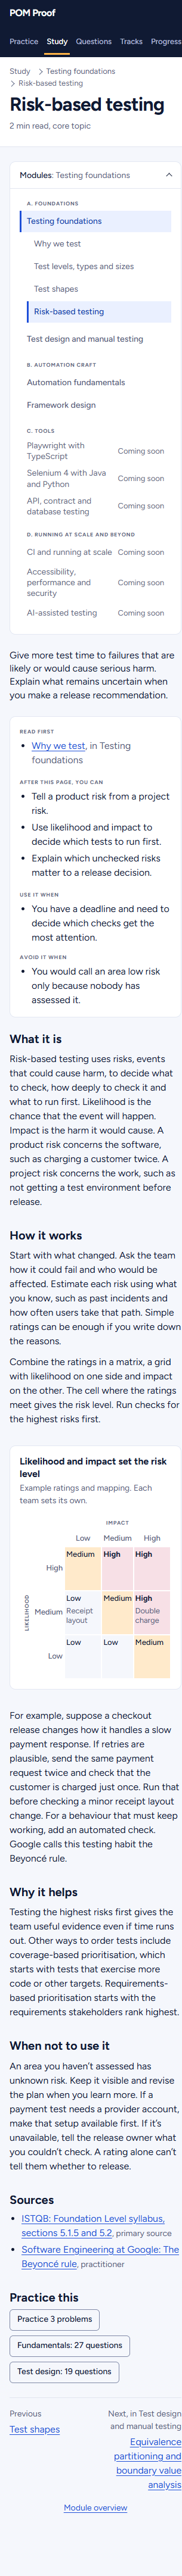 POM Proof
Practice Study Questions Tracks Progress
Study > Testing foundations
> Risk-based testing
Risk-based testing
2 min read, core topic
Modules: Testing foundations
A. FOUNDATIONS
Testing foundations
Why we test
Test levels, types and sizes
Test shapes
Risk-based testing
Test design and manual testing
B. AUTOMATION CRAFT
Automation fundamentals
Framework design
C. TOOLS
Playwright with
TypeScript
Coming soon
Selenium 4 with Java
and Python
Coming soon
API, contract and
database testing
Coming soon
D. RUNNING AT SCALE AND BEYOND
CI and running at scale Coming soon
Accessibility,
performance and
security
Coming soon
AI-assisted testing Coming soon
Give more test time to failures that are
likely or would cause serious harm.
Explain what remains uncertain when
you make a release recommendation.
READ FIRST
• Why we test, in Testing
foundations
AFTER THIS PAGE, YOU CAN
• Tell a product risk from a project
risk.
• Use likelihood and impact to
decide which tests to run first.
• Explain which unchecked risks
matter to a release decision.
USE IT WHEN
• You have a deadline and need to
decide which checks get the
most attention.
AVOID IT WHEN
• You would call an area low risk
only because nobody has
assessed it.
What it is
Risk-based testing uses risks, events
that could cause harm, to decide what
to check, how deeply to check it and
what to run first. Likelihood is the
chance that the event will happen.
Impact is the harm it would cause. A
product risk concerns the software,
such as charging a customer twice. A
project risk concerns the work, such as
not getting a test environment before
release.
How it works
Start with what changed. Ask the team
how it could fail and who would be
affected. Estimate each risk using what
you know, such as past incidents and
how often users take that path. Simple
ratings can be enough if you write down
the reasons.
Combine the ratings in a matrix, a grid
with likelihood on one side and impact
on the other. The cell where the ratings
meet gives the risk level. Run checks for
the highest risks first.
Likelihood and impact set the risk
level
Example ratings and mapping. Each
team sets its own.
IMPACT
Low Medium High
LIKELIHOOD
High Medium High High
Medium Low Medium High
Receipt
layout
Double
charge
Low Low Low Medium
For example, suppose a checkout
release changes how it handles a slow
payment response. If retries are
plausible, send the same payment
request twice and check that the
customer is charged just once. Run that
before checking a minor receipt layout
change. For a behaviour that must keep
working, add an automated check.
Google calls this testing habit the
Beyoncé rule.
Why it helps
Testing the highest risks first gives the
team useful evidence even if time runs
out. Other ways to order tests include
coverage-based prioritisation, which
starts with tests that exercise more
code or other targets. Requirements-
based prioritisation starts with the
requirements stakeholders rank highest.
When not to use it
An area you haven't assessed has
unknown risk. Keep it visible and revise
the plan when you learn more. If a
payment test needs a provider account,
make that setup available first. If it's
unavailable, tell the release owner what
you couldn't check. A rating alone can't
tell them whether to release.
Sources
• ISTQB: Foundation Level syllabus,
sections 5.1.5 and 5.2, primary source
• Software Engineering at Google: The
Beyoncé rule, practitioner
Practice this
Practice 3 problems
Fundamentals: 27 questions
Test design: 19 questions
Previous
Test shapes
Next, in Test design
and manual testing
Equivalence
partitioning and
boundary value
analysis
Module overview